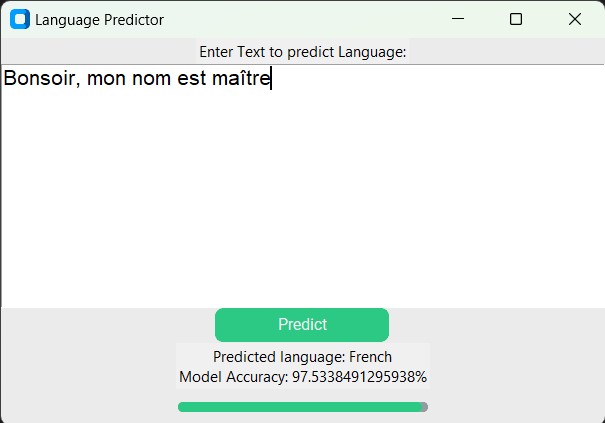 Language Predictor
Enter Text to predict Language:
Bonsoir, mon nom est maître
Predict
Predicted language: French
Model Accuracy: 97.5338491295938%